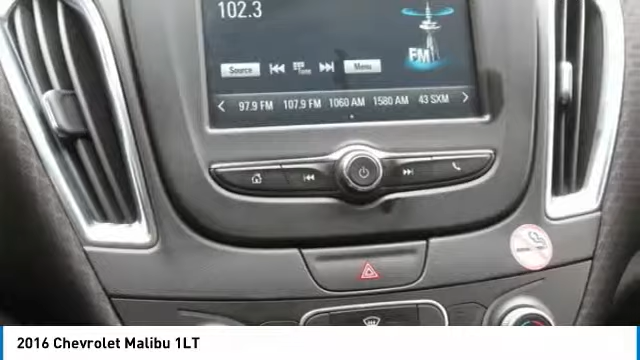 102.3
FM
Source
Tune
Menu
97.9 FM 107.9 FM 1060 AM 1580 AM 43 SXM
2016 Chevrolet Malibu 1LT